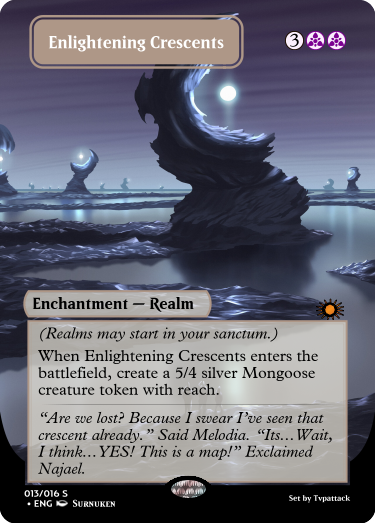 Enlightening Crescents
3
Enchantment — Realm
(Realms may start in your sanctum.)
When Enlightening Crescents enters the
battlefield, create a 5/4 silver Mongoose
creature token with reach.
“Are we lost? Because I swear I’ve seen that
crescent already.” Said Melodia. “Its…Wait,
I think…YES! This is a map!” Exclaimed
Najael.
013/016 S
• ENG Surnuken
Set by Tvpattack